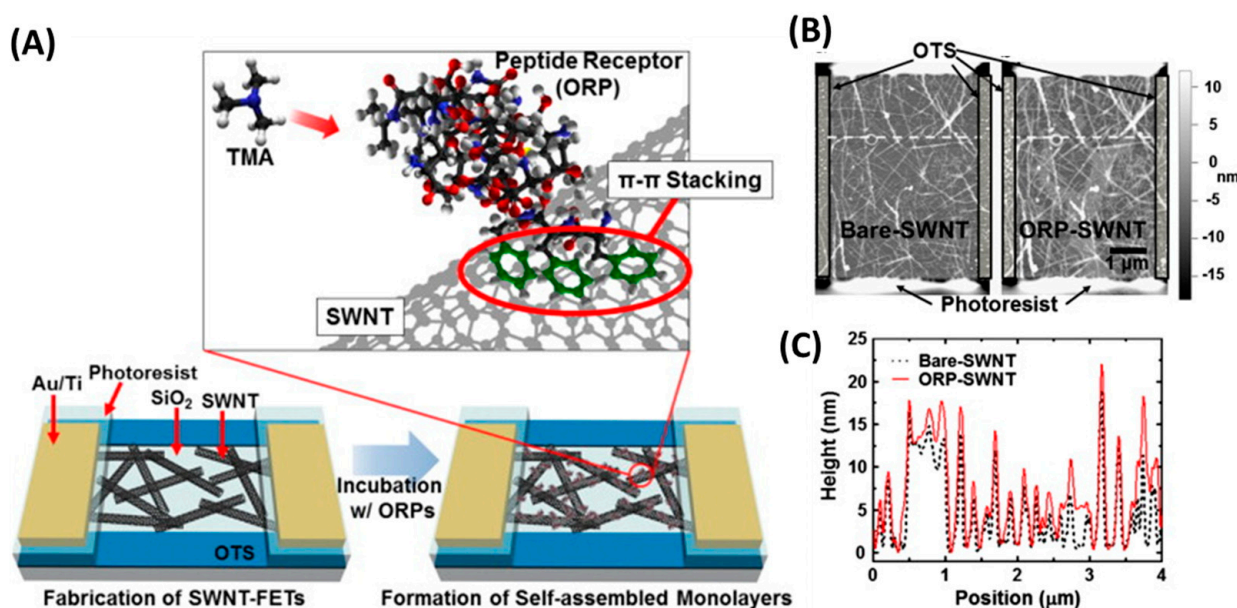 (A)
TMA
Peptide Receptor
(ORP)
π-π Stacking
SWNT
Au/Ti
Photoresist
SiO₂
SWNT
OTS
Incubation
w/ ORPs
Fabrication of SWNT-FETs
Formation of Self-assembled Monolayers
(B)
OTS
Bare-SWNT
ORP-SWNT
1 μm
Photoresist
10
5
0
nm
-5
-10
-15
(C)
Bare-SWNT
ORP-SWNT
Height (nm)
25
20
15
10
5
0
0 1 2 3 4
Position (μm)